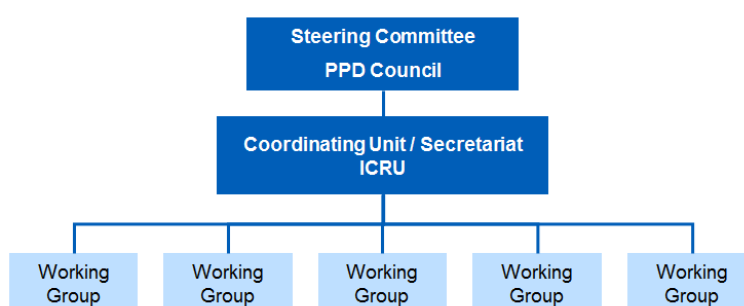 Steering Committee
PPD Council
Coordinating Unit / Secretariat
ICRU
Working
Group
Working
Group
Working
Group
Working
Group
Working
Group